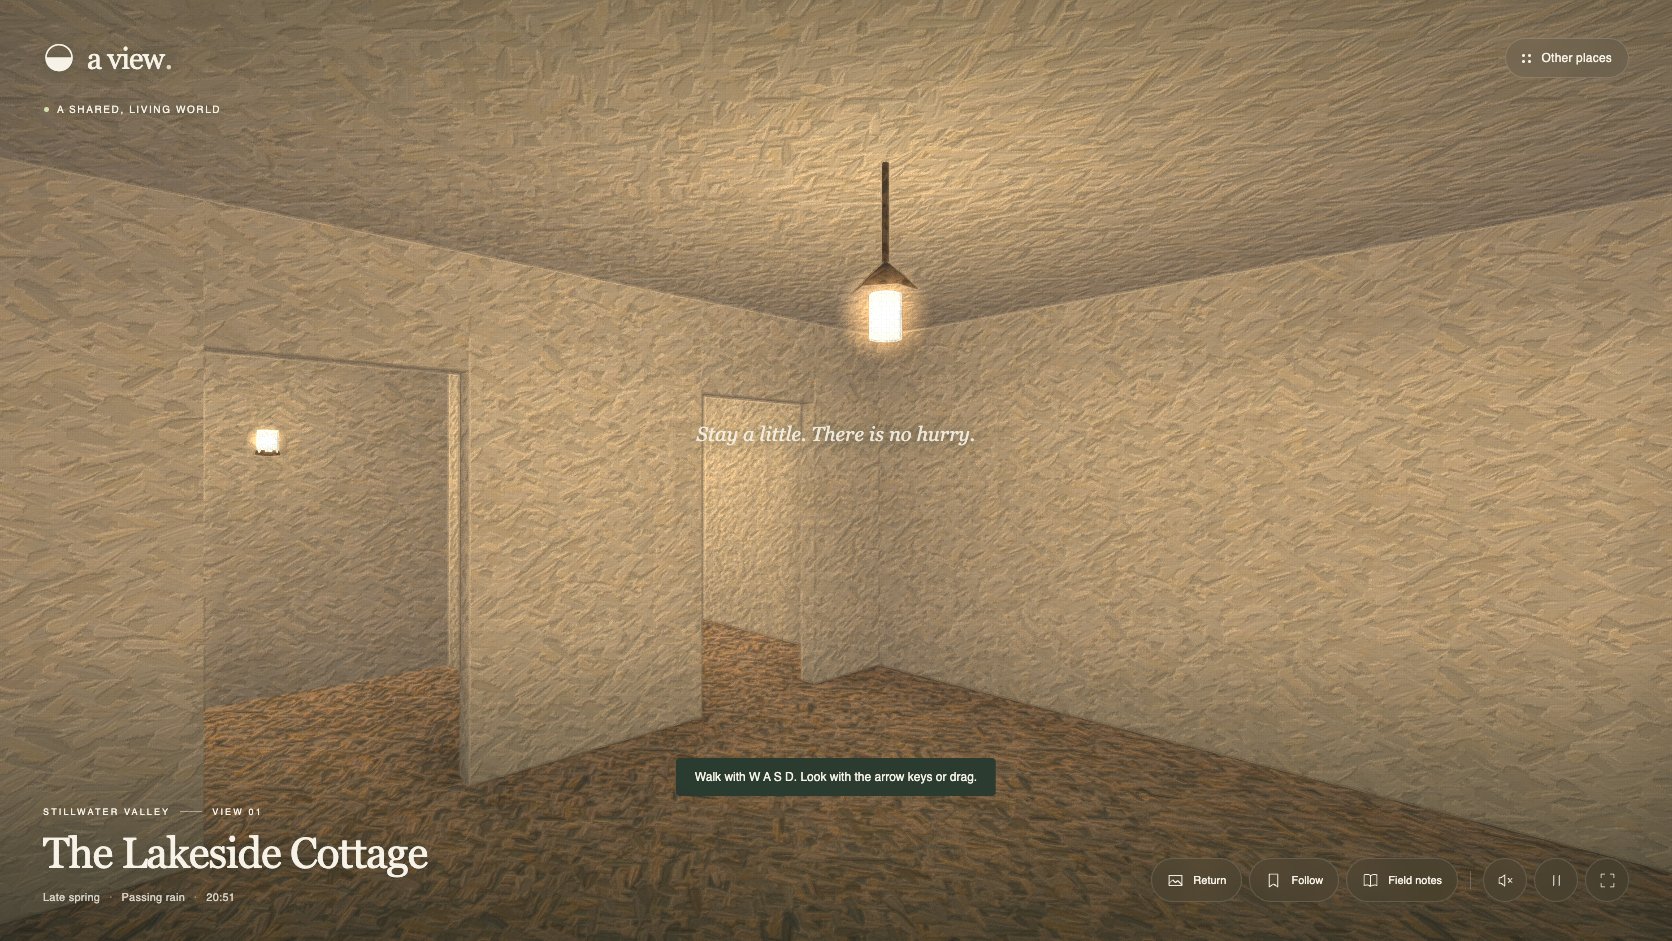 a view.
Other places
A SHARED, LIVING WORLD
Stay a little. There is no hurry.
Walk with W A S D. Look with the arrow keys or drag.
STILLWATER VALLEY — VIEW 01
The Lakeside Cottage
Late spring · Passing rain · 20:51
Return
Follow
Field notes